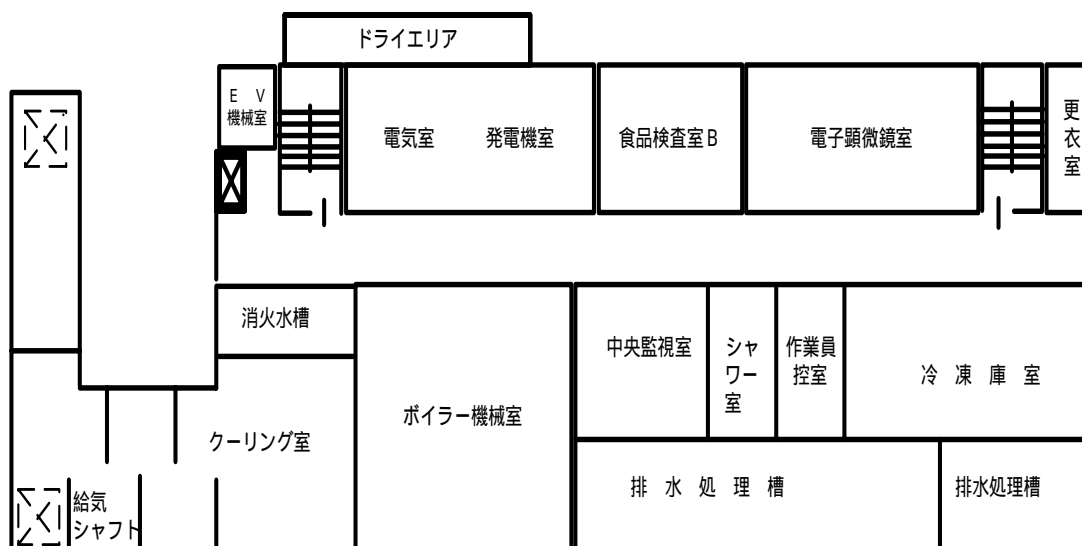 ドライエリア
Ｅ　Ｖ
機械室
電気室
発電機室
食品検査室Ｂ
電子顕微鏡室
更
衣
室
消火水槽
中央監視室
シャ
ワー
室
作業員
控室
冷　凍　庫　室
ボイラー機械室
クーリング室
排　水　処　理　槽
排水処理槽
給気
シャフト